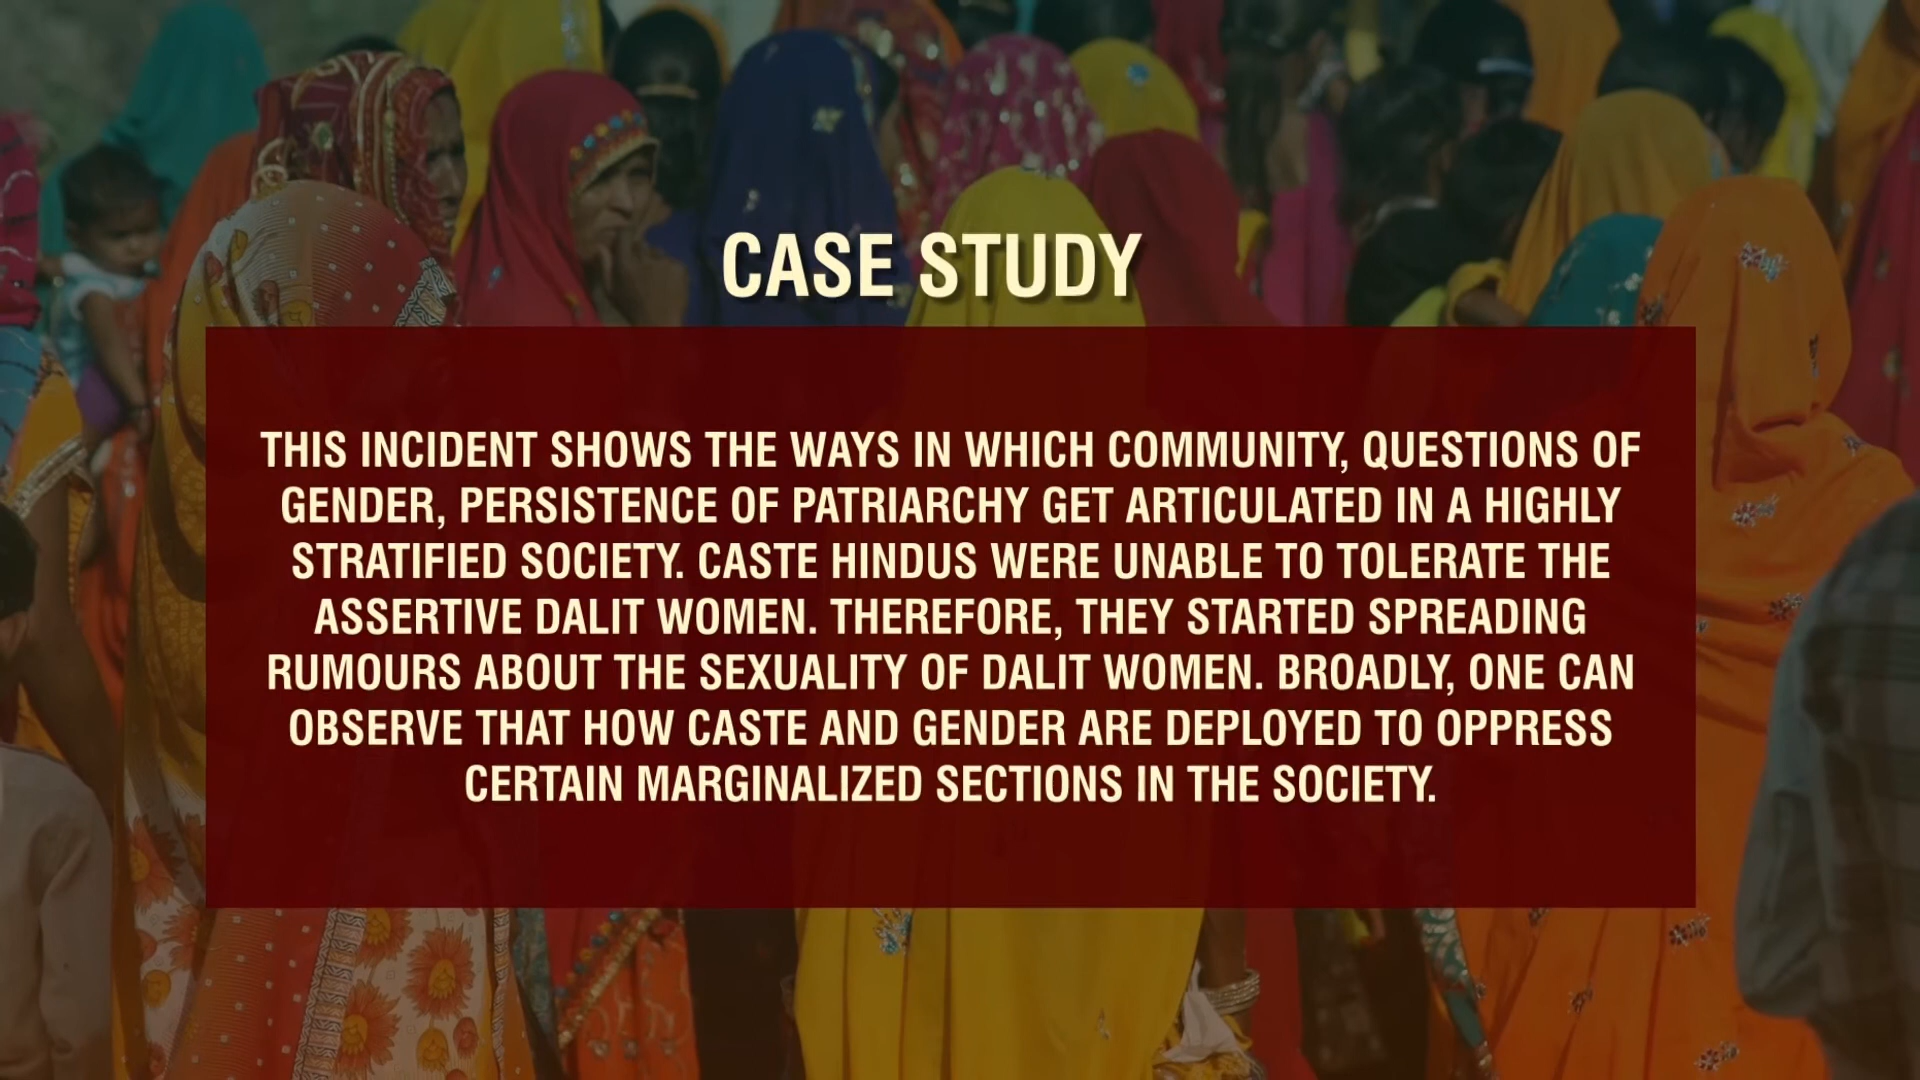 CASE STUDY
THIS INCIDENT SHOWS THE WAYS IN WHICH COMMUNITY, QUESTIONS OF
GENDER, PERSISTENCE OF PATRIARCHY GET ARTICULATED IN A HIGHLY
STRATIFIED SOCIETY. CASTE HINDUS WERE UNABLE TO TOLERATE THE
ASSERTIVE DALIT WOMEN. THEREFORE, THEY STARTED SPREADING
RUMOURS ABOUT THE SEXUALITY OF DALIT WOMEN. BROADLY, ONE CAN
OBSERVE THAT HOW CASTE AND GENDER ARE DEPLOYED TO OPPRESS
CERTAIN MARGINALIZED SECTIONS IN THE SOCIETY.